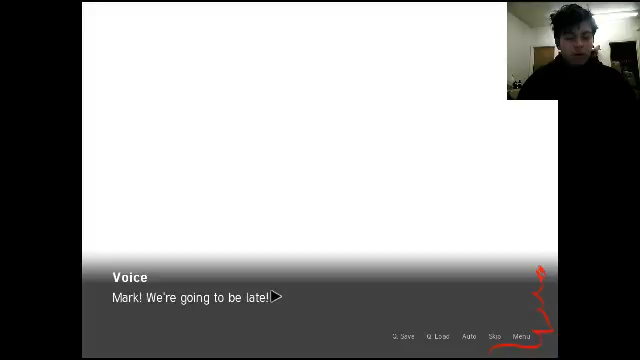 Voice
Mark! We're going to be late!
Q. Save Q. Load Auto Skip Menu